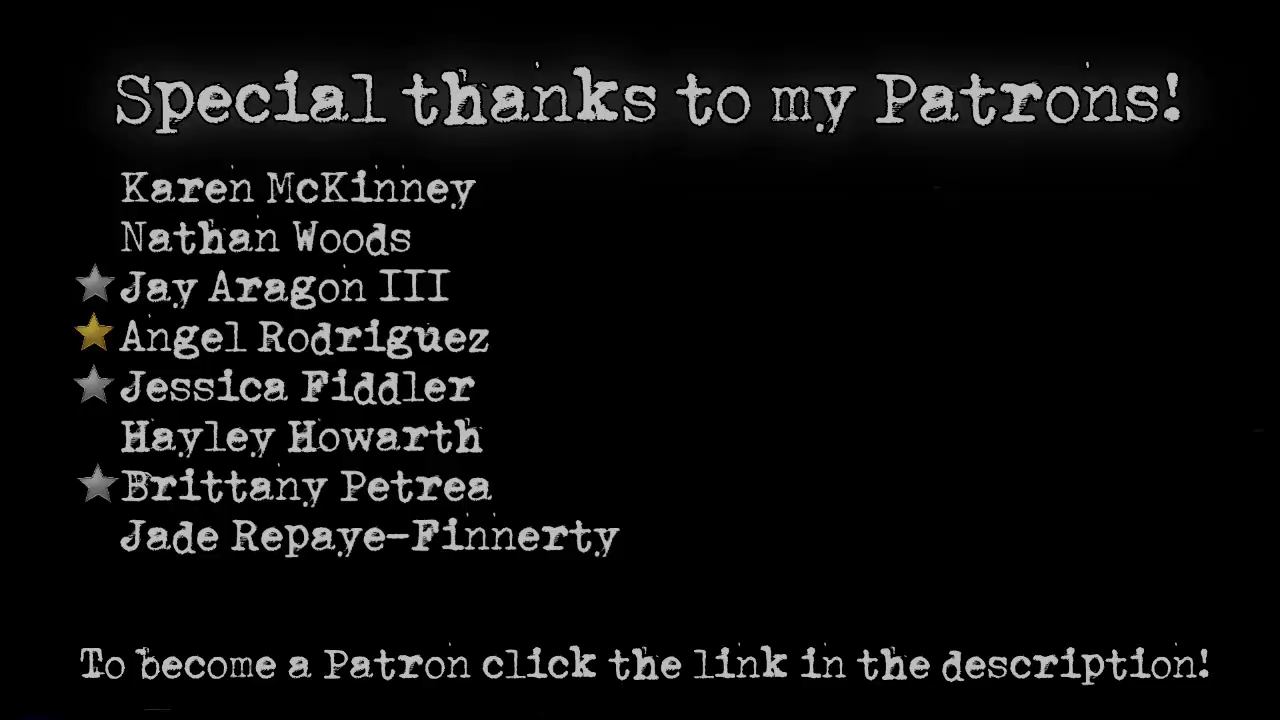 Special thanks to my Patrons!
Karen McKinney
Nathan Woods
Jay Aragon III
Angel Rodriguez
Jessica Fiddler
Hayley Howarth
Brittany Petrea
Jade Repaye-Finnerty
To become a Patron click the link in the description!